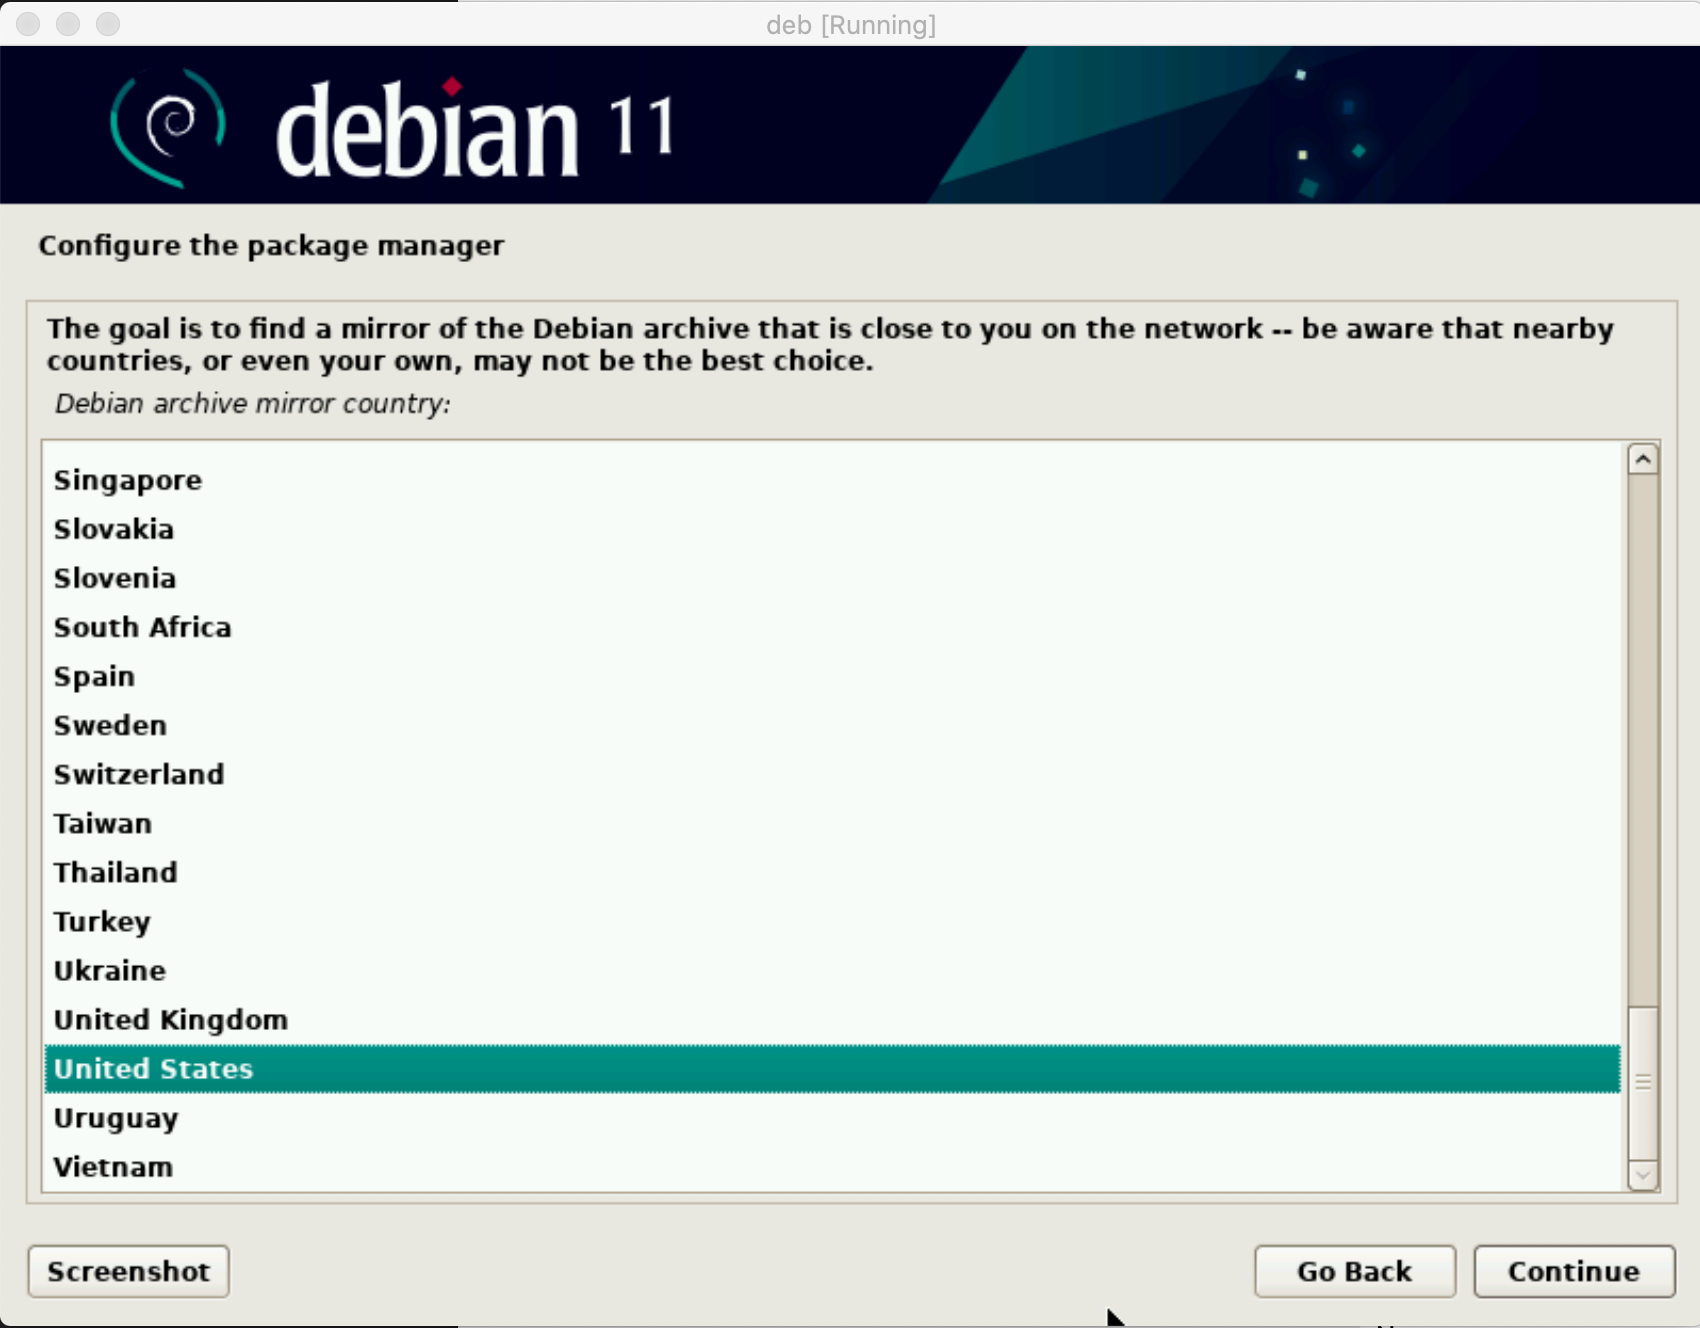 deb [Running]
debian 11
Configure the package manager
The goal is to find a mirror of the Debian archive that is close to you on the network -- be aware that nearby
countries, or even your own, may not be the best choice.
Debian archive mirror country:
Singapore
Slovakia
Slovenia
South Africa
Spain
Sweden
Switzerland
Taiwan
Thailand
Turkey
Ukraine
United Kingdom
United States
Uruguay
Vietnam
Screenshot
Go Back
Continue